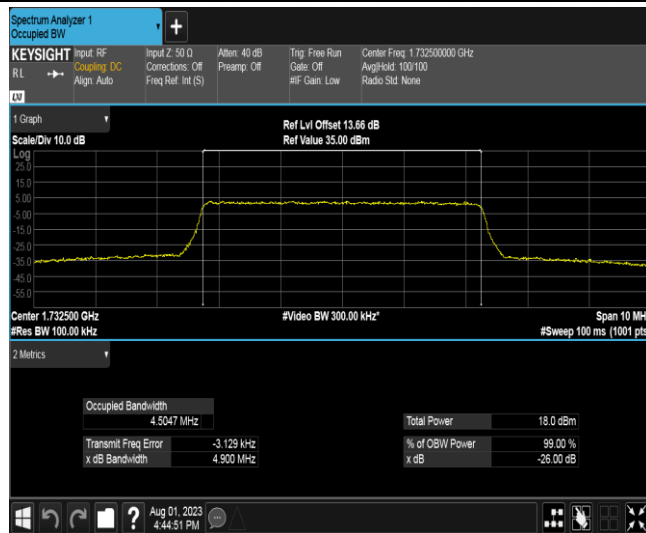 Spectrum Analyzer 1
Occupied BW
+
KEYSIGHT
RL
Input: RF
Coupling: DC
Align: Auto
Input Z: 50 Ω
Corrections: Off
Freq Ref: Int (S)
Atten: 40 dB
Preamp: Off
Trig: Free Run
Gate: Off
#IF Gain: Low
Center Freq: 1.732500000 GHz
Avg|Hold: 100/100
Radio Std: None
LXI
1 Graph
Scale/Div 10.0 dB
Ref Lvl Offset 13.66 dB
Ref Value 35.00 dBm
Log
25.0
15.0
5.00
-5.00
-15.0
-25.0
-35.0
-45.0
-55.0
Center 1.732500 GHz
#Video BW 300.00 kHz*
Span 10 MH
#Res BW 100.00 kHz
#Sweep 100 ms (1001 pts
2 Metrics
Occupied Bandwidth
4.5047 MHz
Total Power 18.0 dBm
Transmit Freq Error -3.129 kHz
% of OBW Power 99.00 %
x dB Bandwidth 4.900 MHz
x dB -26.00 dB
?
Aug 01, 2023
4:44:51 PM